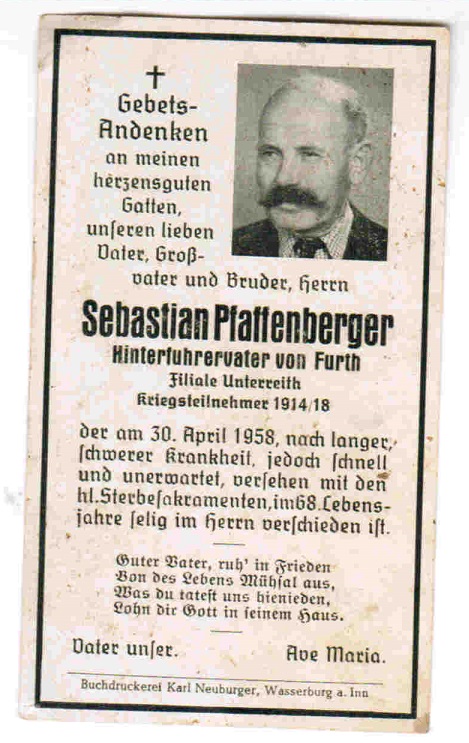 Gebets-
Andenken
an meinen
herzensguten
Gatten,
unseren lieben
Vater, Groß-
vater und Bruder, Herrn
Sebastian Pfaffenberger
Hinterfuhrervater von Furth
Filiale Unterreith
Kriegsteilnehmer 1914/18
der am 30. April 1958, nach langer,
schwerer Krankheit, jedoch schnell
und unerwartet, versehen mit den
hl. Sterbesakramenten, im 68. Lebens-
jahre selig im Herrn verschieden ist.
Guter Vater, ruh' in Frieden
Von des Lebens Mühsal aus,
Was du tatest uns hienieden,
Lohn dir Gott in seinem Haus.
Vater unser. Ave Maria.
Buchdruckerei Karl Neuburger, Wasserburg a. Inn